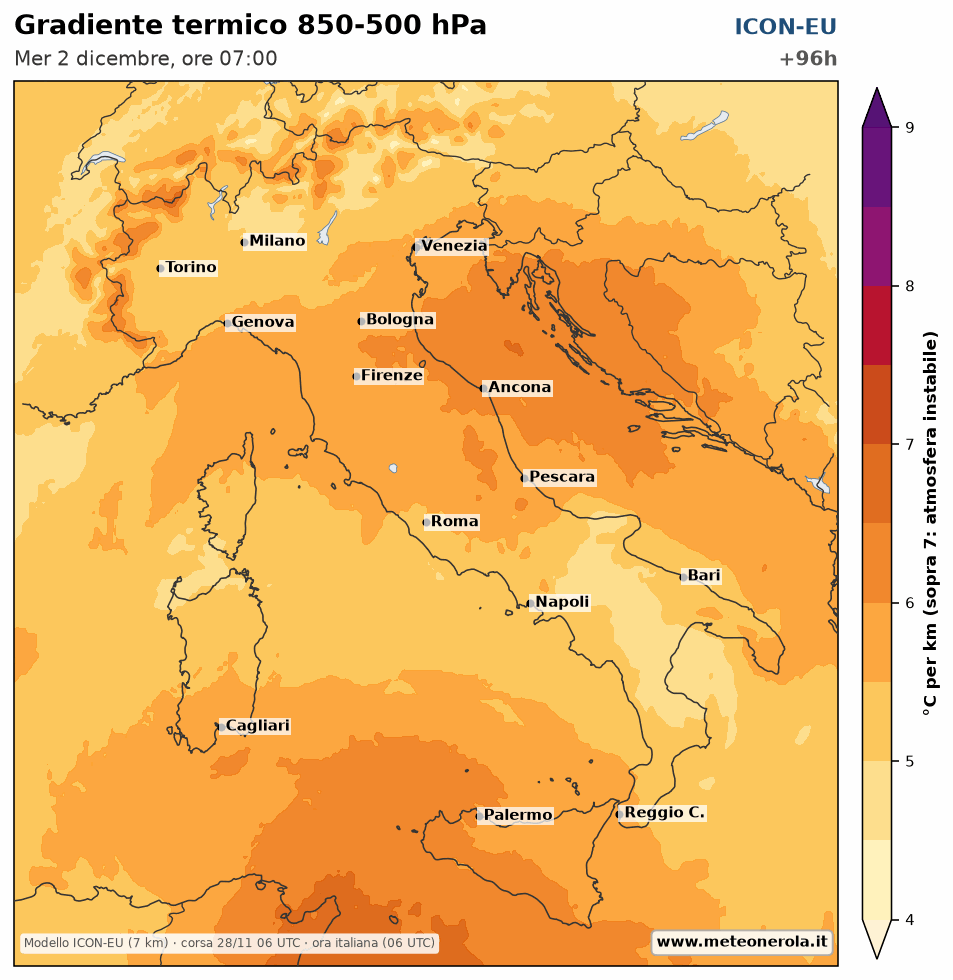 Gradiente termico 850-500 hPa
ICON-EU
Mer 2 dicembre, ore 07:00
+96h
Milano
Venezia
Torino
Genova
Bologna
Firenze
Ancona
Pescara
Roma
Bari
Napoli
Cagliari
Palermo
Reggio C.
9
8
7
6
5
4
°C per km (sopra 7: atmosfera instabile)
Modello ICON-EU (7 km) · corsa 28/11 06 UTC · ora italiana (06 UTC)
www.meteonerola.it